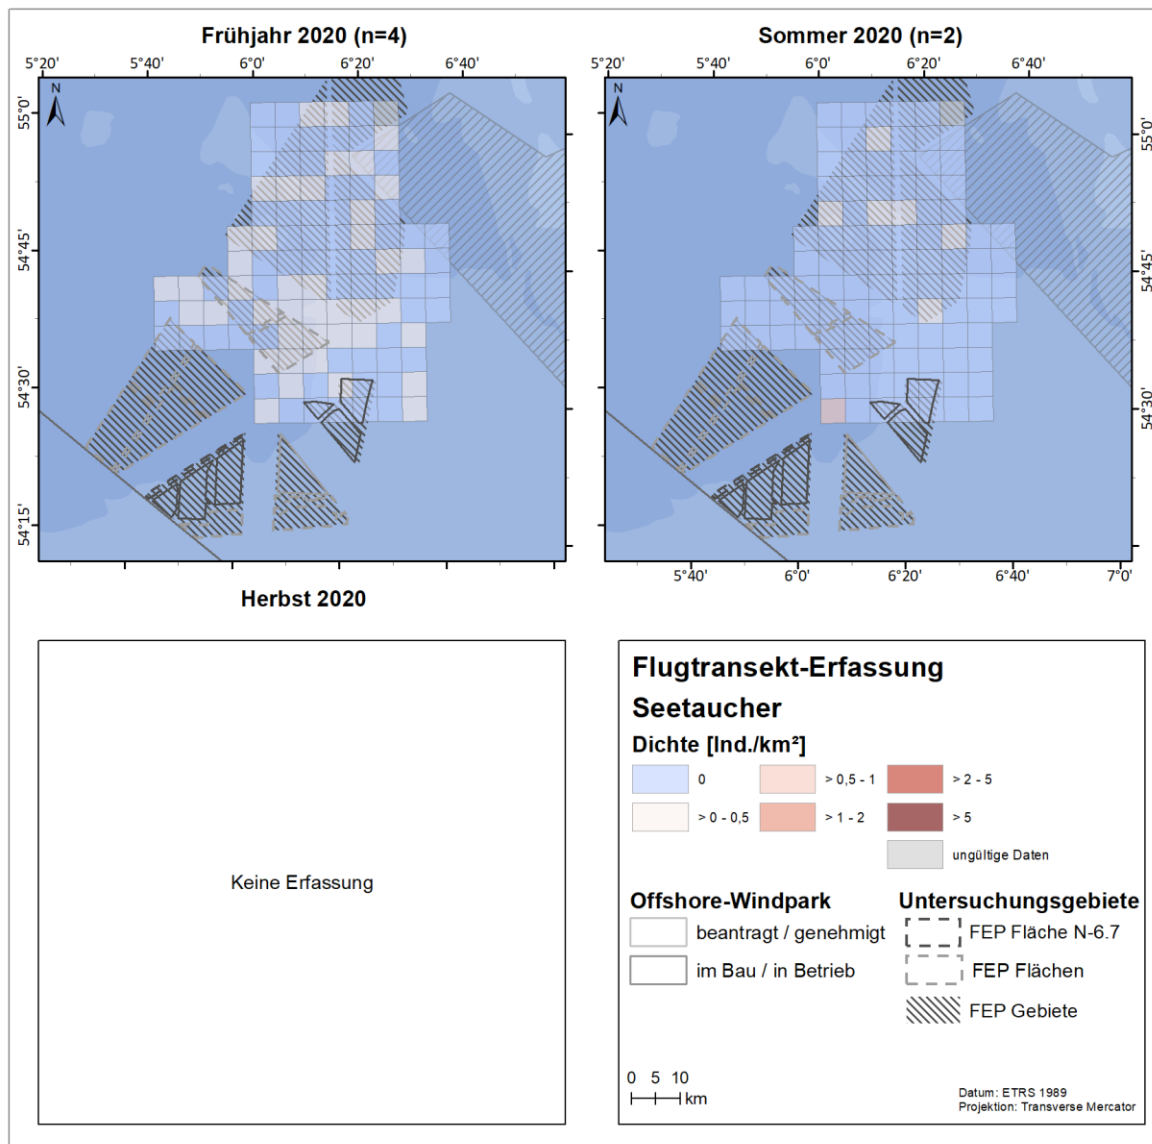 Frühjahr 2020 (n=4)
Sommer 2020 (n=2)
5°20' 5°40' 6°0' 6°20' 6°40'
5°20' 5°40' 6°0' 6°20' 6°40'
N
N
55°0'
54°45'
54°30'
54°15'
55°0'
54°45'
54°30'
54°15'
5°40' 6°0' 6°20' 6°40' 7°0'
Herbst 2020
Keine Erfassung
Flugtransekt-Erfassung
Seetaucher
Dichte [Ind./km²]
0
> 0,5 - 1
> 2 - 5
> 0 - 0,5
> 1 - 2
> 5
ungültige Daten
Offshore-Windpark
beantragt / genehmigt
im Bau / in Betrieb
Untersuchungsgebiete
FEP Fläche N-6.7
FEP Flächen
FEP Gebiete
0 5 10
km
Datum: ETRS 1989
Projektion: Transverse Mercator